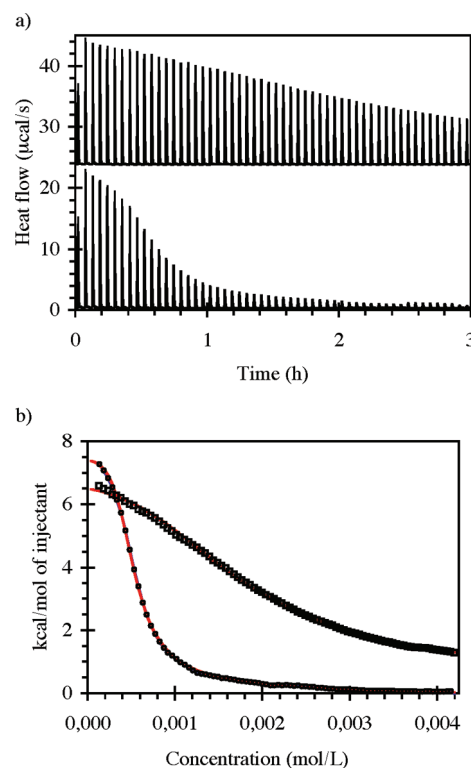 a)
Heat flow (µcal/s)
40
30
20
10
0
0 1 2 3
Time (h)
b)
kcal/mol of injectant
8
6
4
2
0
0,000 0,001 0,002 0,003 0,004
Concentration (mol/L)